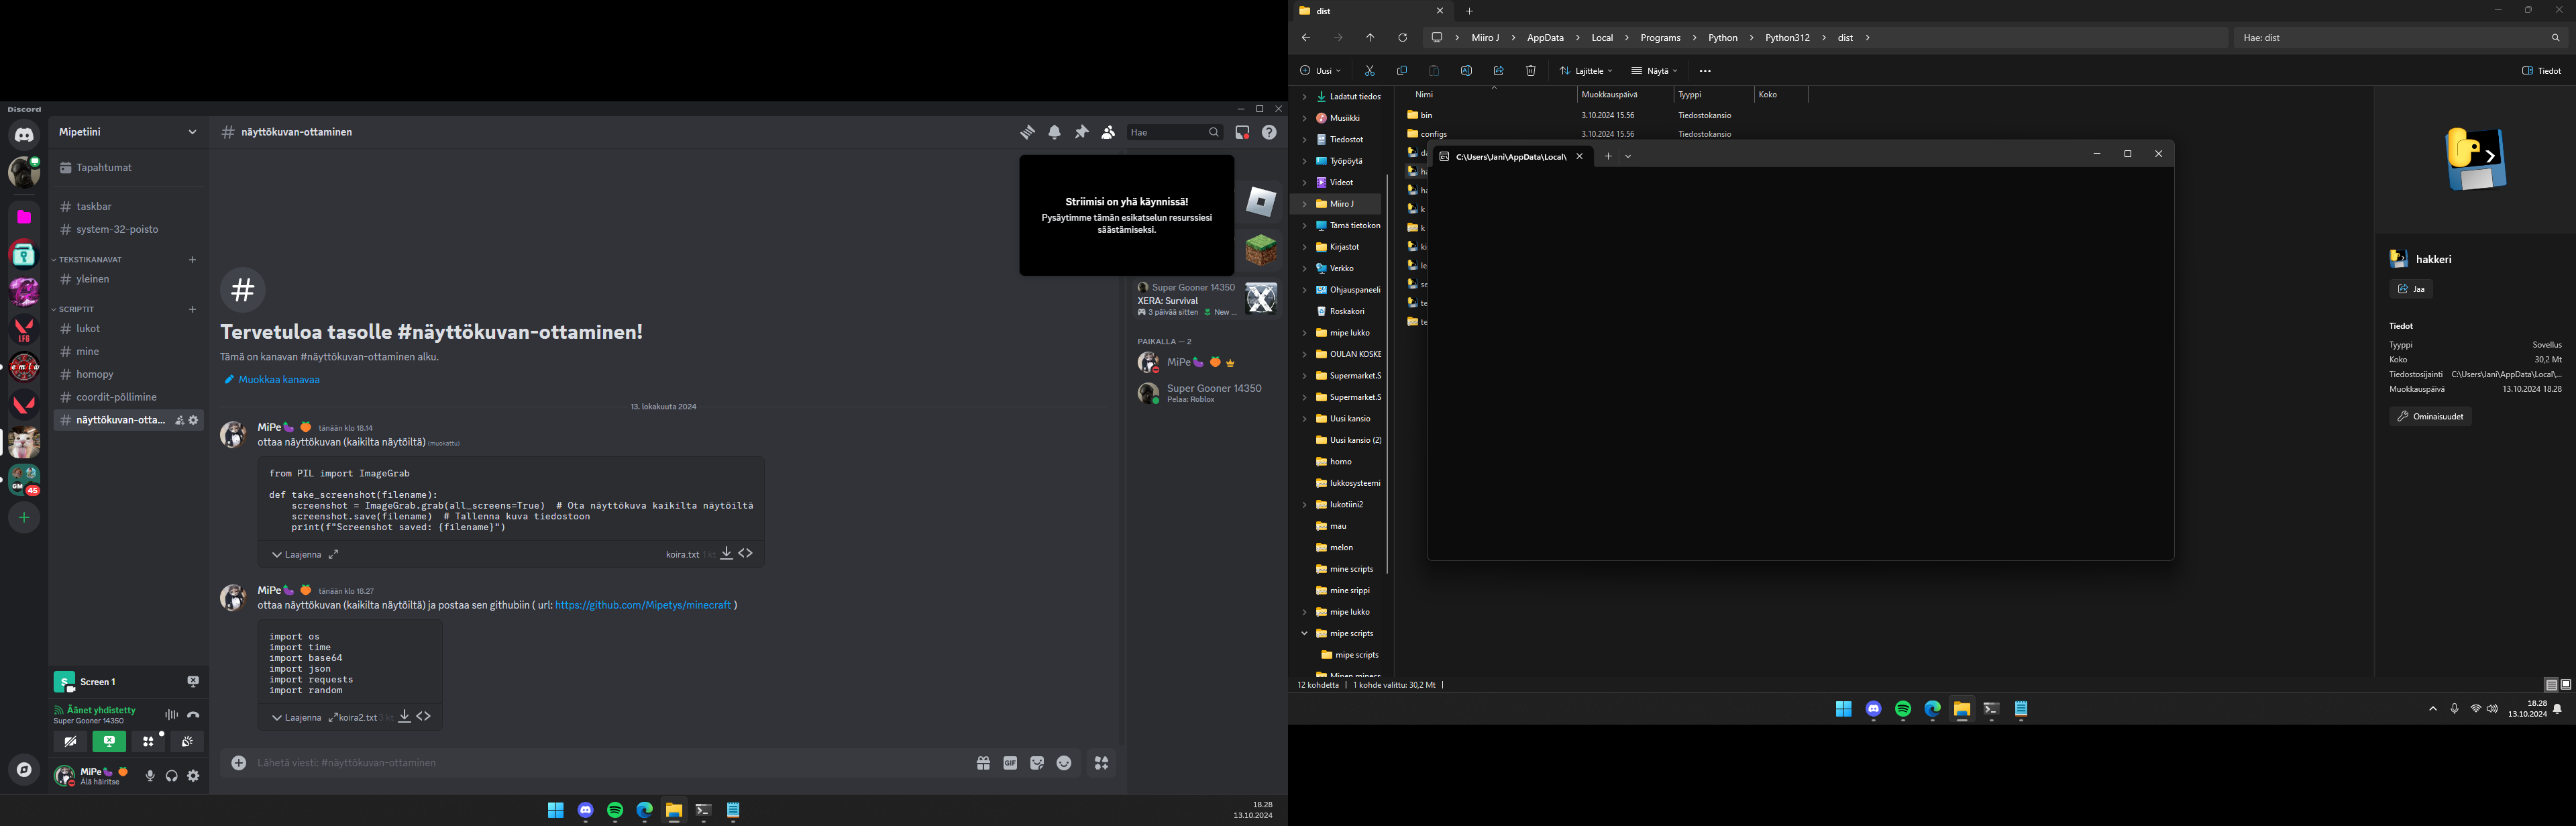 Discord
Mipetiini
Tapahtumat
taskbar
system-32-poisto
TEKSTIKANAVAT
yleinen
SCRIPTIT
lukot
mine
homopy
coordit-pöllimine
näyttökuvan-otta...
LFG
GM
45
Screen 1
Äänet yhdistetty
Super Gooner 14350
MiPe🍆 🍑
Älä häiritse
näyttökuvan-ottaminen
Hae
Striimisi on yhä käynnissä!
Pysäytimme tämän esikatselun resurssiesi
säästämiseksi.
Tervetuloa tasolle #näyttökuvan-ottaminen!
Tämä on kanavan #näyttökuvan-ottaminen alku.
Muokkaa kanavaa
13. lokakuuta 2024
MiPe🍆 🍑 tänään klo 18.14
ottaa näyttökuvan (kaikilta näytöiltä) (muokattu)
from PIL import ImageGrab
def take_screenshot(filename):
screenshot = ImageGrab.grab(all_screens=True)  # Ota näyttökuva kaikilta näytöiltä
screenshot.save(filename)  # Tallenna kuva tiedostoon
print(f"Screenshot saved: {filename}")
Laajenna
koira.txt 1 kt
MiPe🍆 🍑 tänään klo 18.27
ottaa näyttökuvan (kaikilta näytöiltä) ja postaa sen githubiin ( url: https://github.com/Mipetys/minecraft )
import os
import time
import base64
import json
import requests
import random
Laajenna
koira2.txt 3 kt
Lähetä viesti: #näyttökuvan-ottaminen
GIF
Super Gooner 14350
XERA: Survival
3 päivää sitten New ...
PAIKALLA — 2
MiPe🍆 🍑
Super Gooner 14350
Pelaa: Roblox
18.28
13.10.2024
dist
Miiro J > AppData > Local > Programs > Python > Python312 > dist >
Hae: dist
Uusi
Lajittele
Näytä
Tiedot
Nimi Muokkauspäivä Tyyppi Koko
bin 3.10.2024 15.56 Tiedostokansio
configs 3.10.2024 15.56 Tiedostokansio
da
ha
ha
k
k
ki
le
se
te
te
C:\Users\Jani\AppData\Local\
Ladatut tiedos
Musiikki
Tiedostot
Työpöytä
Videot
Miiro J
Tämä tietokon
Kirjastot
Verkko
Ohjauspaneeli
Roskakori
mipe lukko
OULAN KOSKE
Supermarket.S
Supermarket.S
Uusi kansio
Uusi kansio (2)
homo
lukkosysteemi
lukotiini2
mau
melon
mine scripts
mine srippi
mipe lukko
mipe scripts
mipe scripts
Mipen minecr
hakkeri
Jaa
Tiedot
Tyyppi Sovellus
Koko 30,2 Mt
Tiedostosijainti C:\Users\Jani\AppData\Local\...
Muokkauspäivä 13.10.2024 18.28
Ominaisuudet
12 kohdetta | 1 kohde valittu: 30,2 Mt |
18.28
13.10.2024